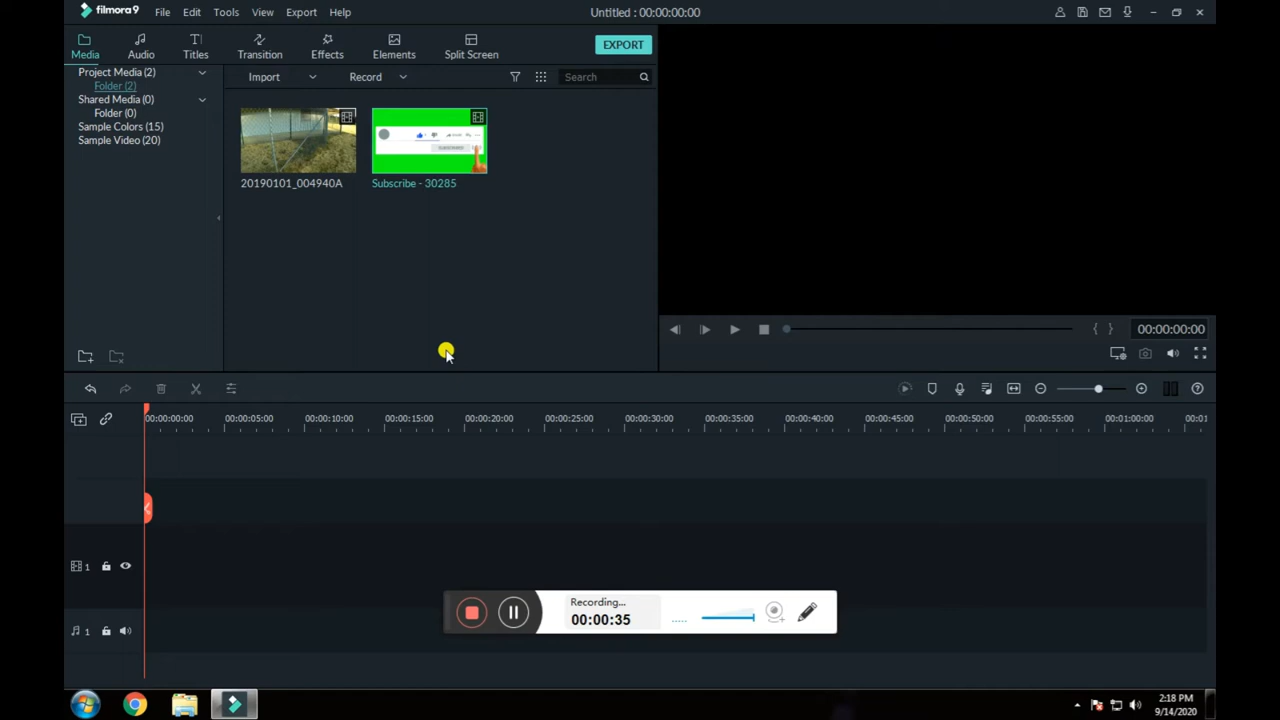 filmora9 File Edit Tools View Export Help Untitled : 00:00:00:00
Media Audio Titles Transition Effects Elements Split Screen EXPORT
Project Media (2)
Folder (2)
Shared Media (0)
Folder (0)
Sample Colors (15)
Sample Video (20)
Import Record Search
20190101_004940A Subscribe - 30285
00:00:00:00
00:00:00:00 00:00:05:00 00:00:10:00 00:00:15:00 00:00:20:00 00:00:25:00 00:00:30:00 00:00:35:00 00:00:40:00 00:00:45:00 00:00:50:00 00:00:55:00 00:01:00:00 00:01
1
Recording...
00:00:35
1
2:18 PM
9/14/2020